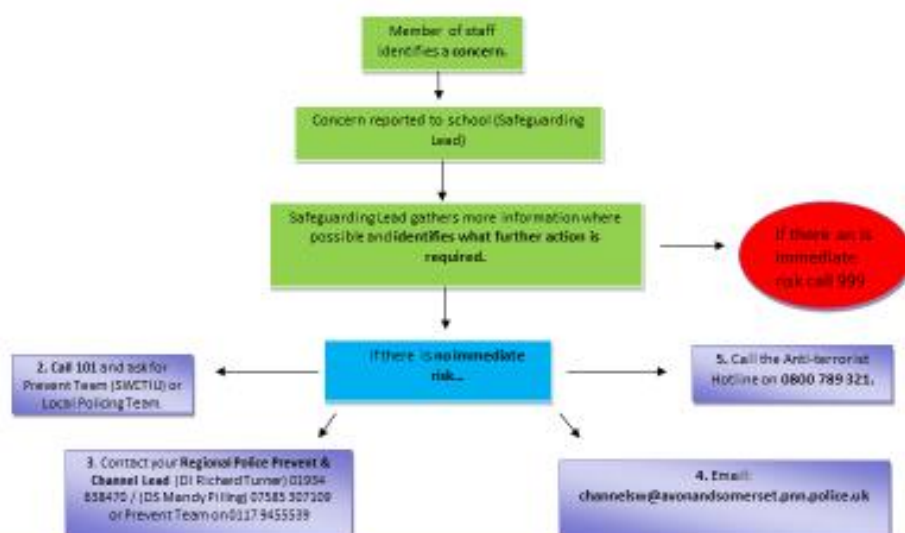 Member of staff
identifies a concern.
Concern reported to school (Safeguarding
Lead)
Safeguarding Lead gathers more information where
possible and identifies what further action is
required.
If there an is
immediate
risk call 999
If there is no immediate
risk...
2. Call 101 and ask for
Prevent Team (SWCTIU) or
Local Policing Team.
5. Call the Anti-terrorist
Hotline on 0800 789 321.
3. Contact your Regional Police Prevent &
Channel Lead (DI Richard Turner) 01934
638470 / (DS Mandy Pilling) 07585 307109
or Prevent Team on 0117 9455539
4. Email:
channelsw@avonandsomerset.pnn.police.uk